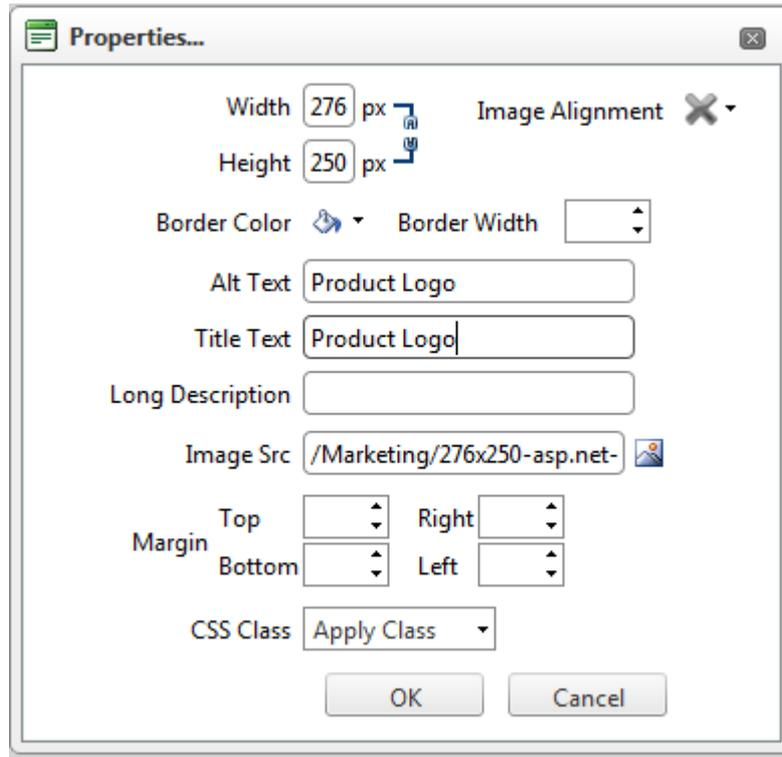 Properties...
Width 276 px Image Alignment
Height 250 px
Border Color Border Width
Alt Text Product Logo
Title Text Product Logo
Long Description
Image Src /Marketing/276x250-asp.net-
Top Right
Margin
Bottom Left
CSS Class Apply Class
OK Cancel